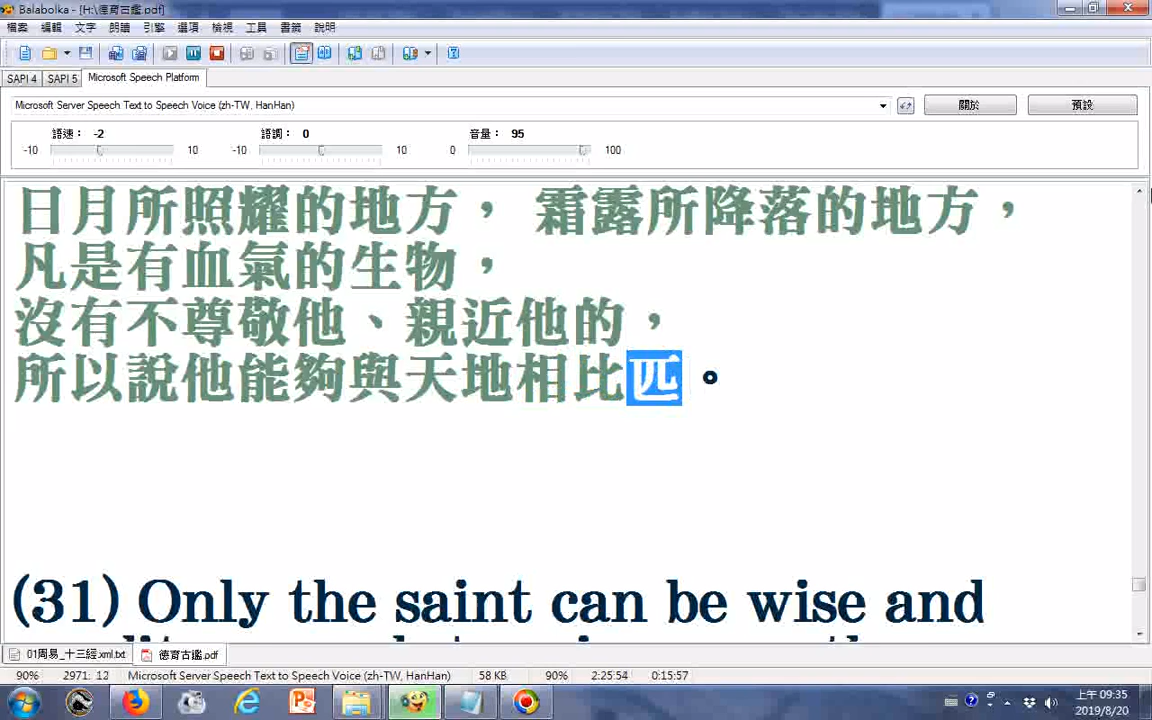 Balabolka - [H:\德育古鑑.pdf]
檔案 編輯 文字 朗讀 引擎 選項 檢視 工具 書籤 說明
SAPI 4 SAPI 5 Microsoft Speech Platform
Microsoft Server Speech Text to Speech Voice (zh-TW, HanHan) 關於 預設
語速： -2 語調： 0 音量： 95
-10 10 -10 10 0 100
日月所照耀的地方， 霜露所降落的地方，
凡是有血氣的生物，
沒有不尊敬他、親近他的，
所以說他能夠與天地相比匹。
(31) Only the saint can be wise and
01周易_十三經.xml.txt 德育古鑑.pdf
90% 2971: 12 Microsoft Server Speech Text to Speech Voice (zh-TW, HanHan) 58 KB 90% 2:25:54 0:15:57
上午 09:35
2019/8/20